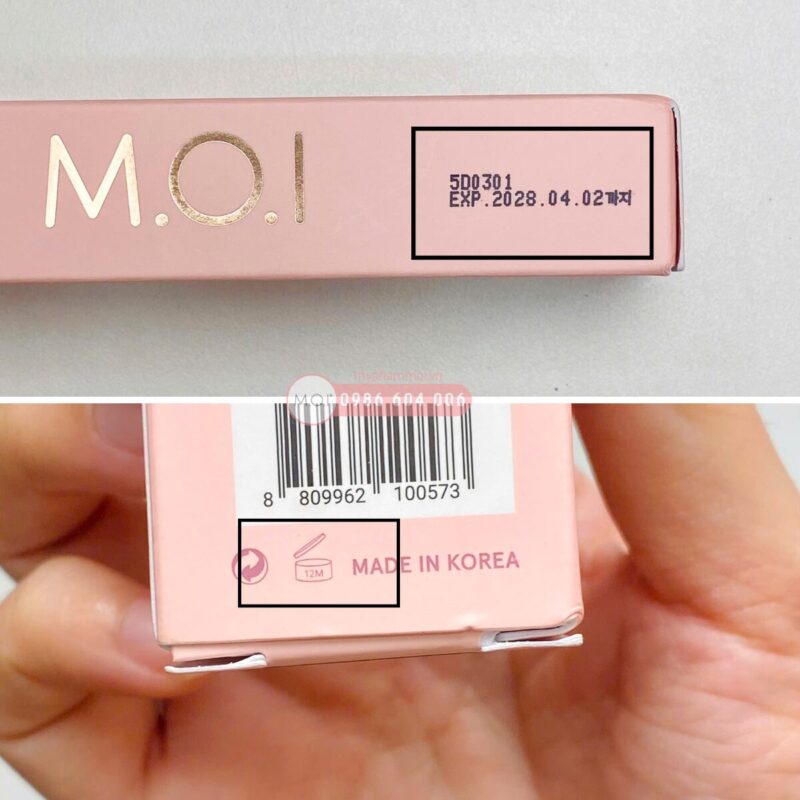 M.O.I
5D0301
EXP.2028.04.02까지
M.O.I
0986 604 006
8 809962 100573
12M
MADE IN KOREA